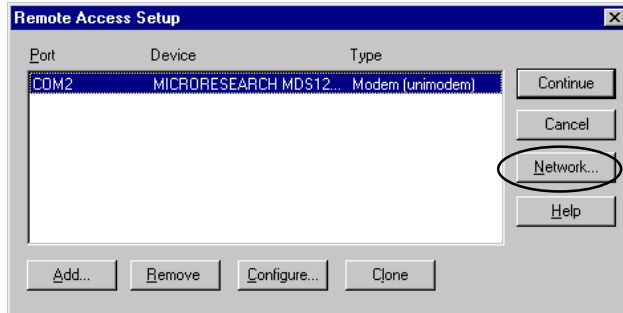 Remote Access Setup
Port Device Type
COM2 MICRORESEARCH MDS12... Modem (unimodem)
Continue
Cancel
Network...
Help
Add... Remove Configure... Clone